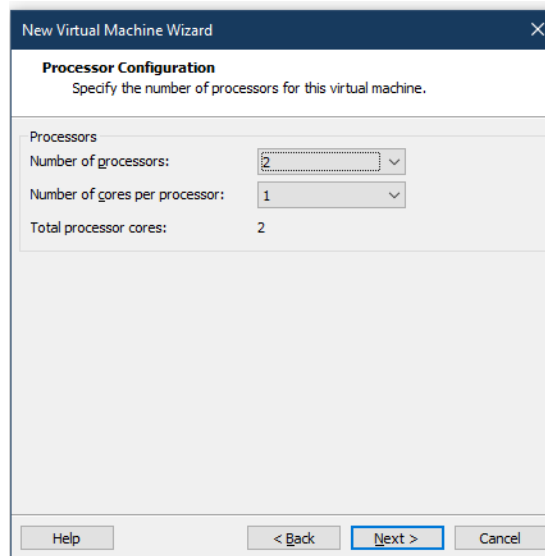 New Virtual Machine Wizard
Processor Configuration
Specify the number of processors for this virtual machine.
Processors
Number of processors: 2
Number of cores per processor: 1
Total processor cores: 2
Help < Back Next > Cancel